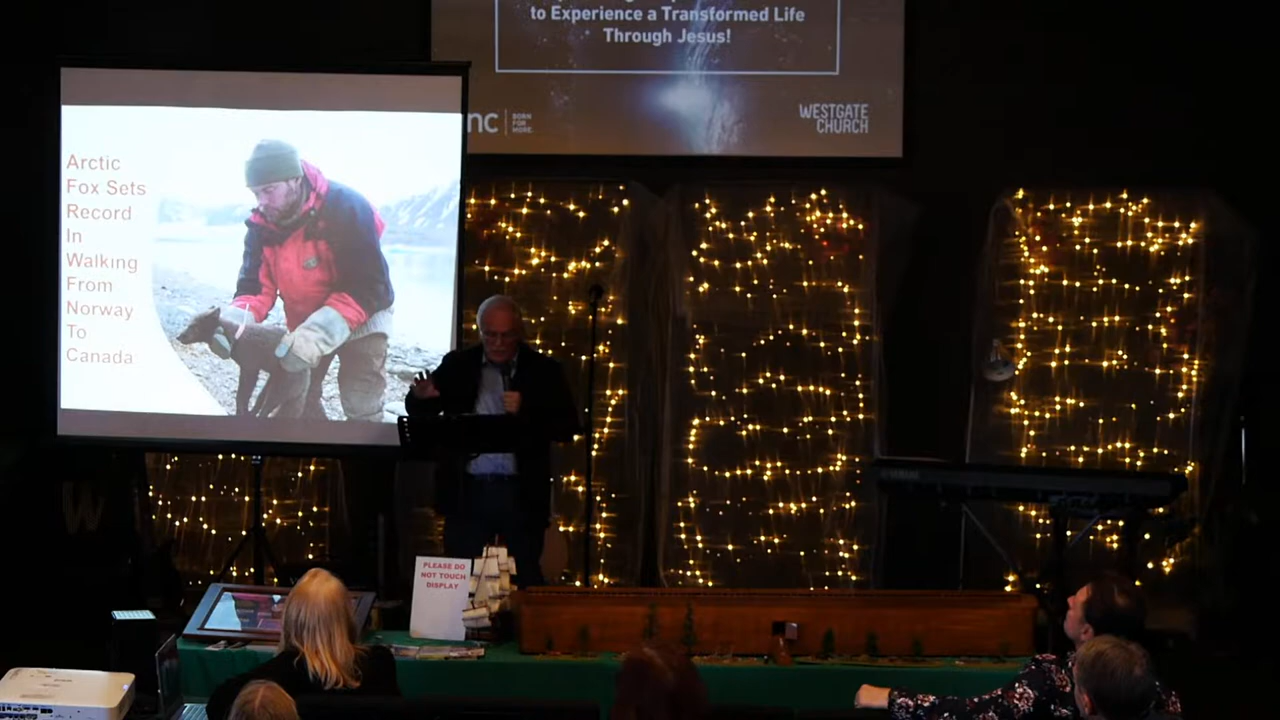 to Experience a Transformed Life
Through Jesus!
nc
BORN
FOR
MORE.
WESTGATE
CHURCH
Arctic
Fox Sets
Record
In
Walking
From
Norway
To
Canada
PLEASE DO
NOT TOUCH
DISPLAY